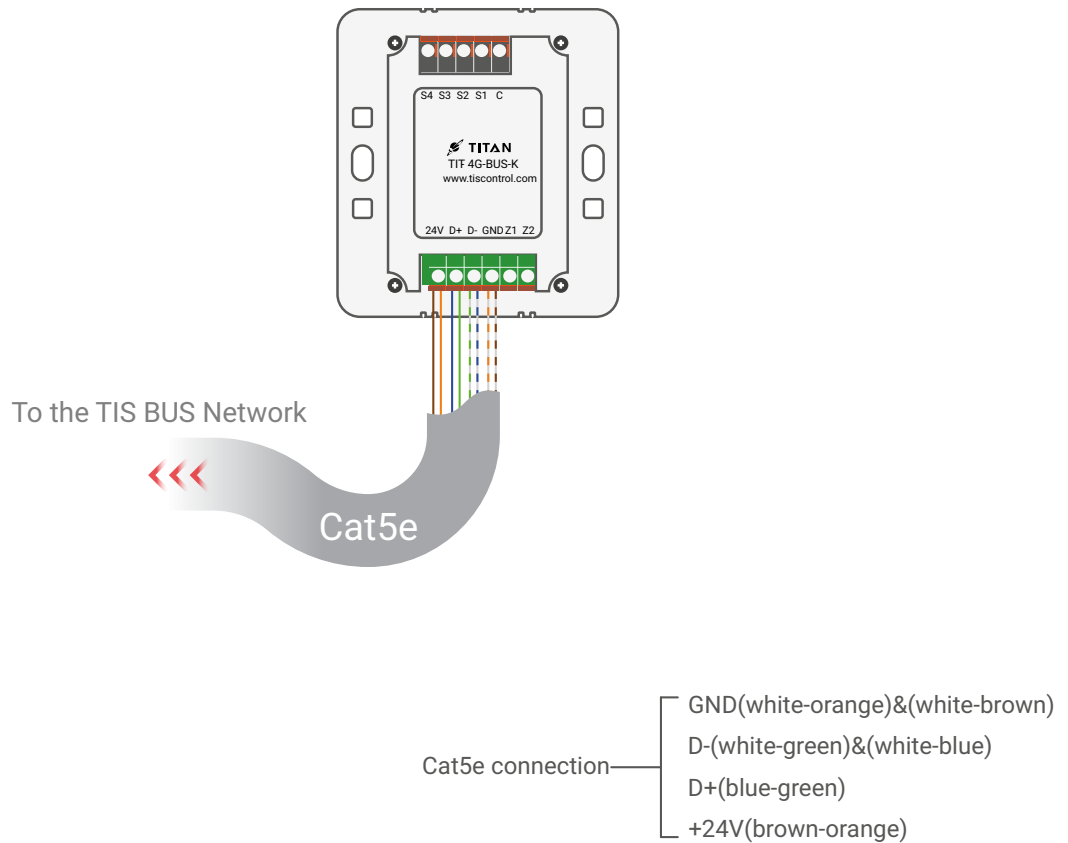 S4 S3 S2 S1 C
TITAN
TIT 4G-BUS-K
www.tiscontrol.com
24V D+ D- GND Z1 Z2
To the TIS BUS Network
Cat5e
Cat5e connection
GND(white-orange)&(white-brown)
D-(white-green)&(white-blue)
D+(blue-green)
+24V(brown-orange)